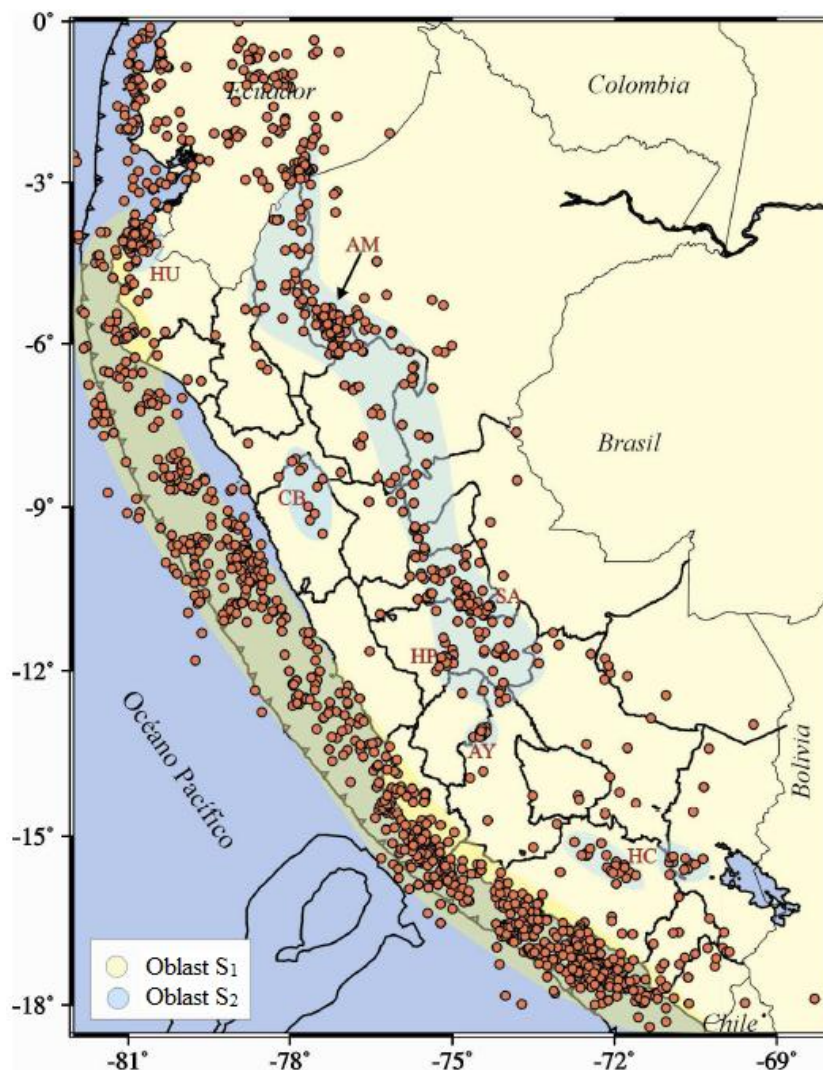 0°
-3°
-6°
-9°
-12°
-15°
-18°
Ecuador
Colombia
AM
HU
Brasil
CB
SA
HP
AY
Océano Pacífico
HC
Bolivia
Chile
Oblast S₁
Oblast S₂
-81°
-78°
-75°
-72°
-69°